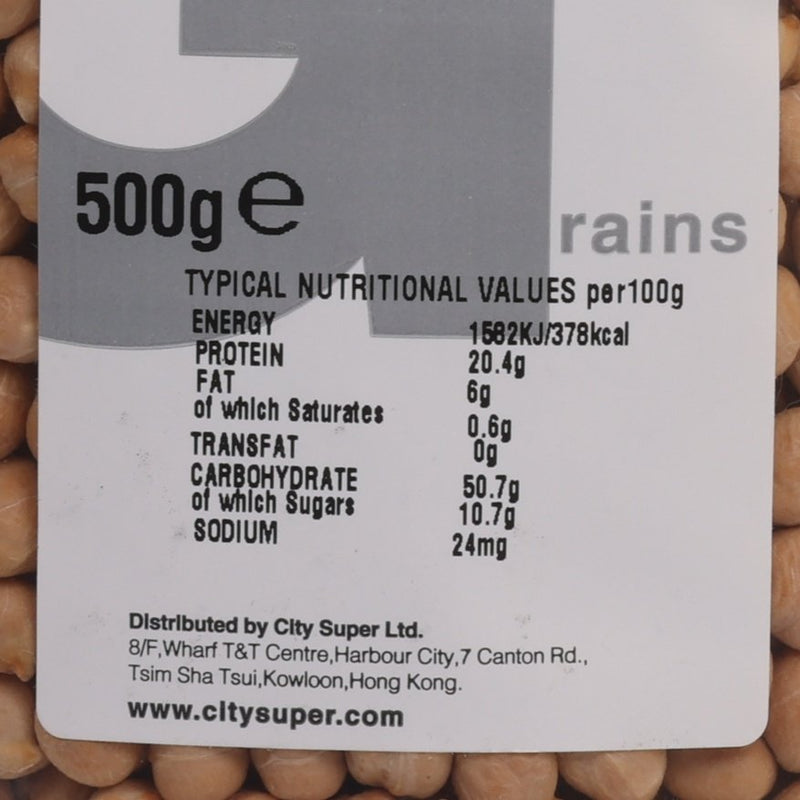 500g e
rains
TYPICAL NUTRITIONAL VALUES per100g
ENERGY 1582KJ/378kcal
PROTEIN 20.4g
FAT 6g
of which Saturates 0.6g
TRANSFAT 0g
CARBOHYDRATE 50.7g
of which Sugars 10.7g
SODIUM 24mg
Distributed by City Super Ltd.
8/F,Wharf T&T Centre,Harbour City,7 Canton Rd.,
Tsim Sha Tsui,Kowloon,Hong Kong.
www.citysuper.com